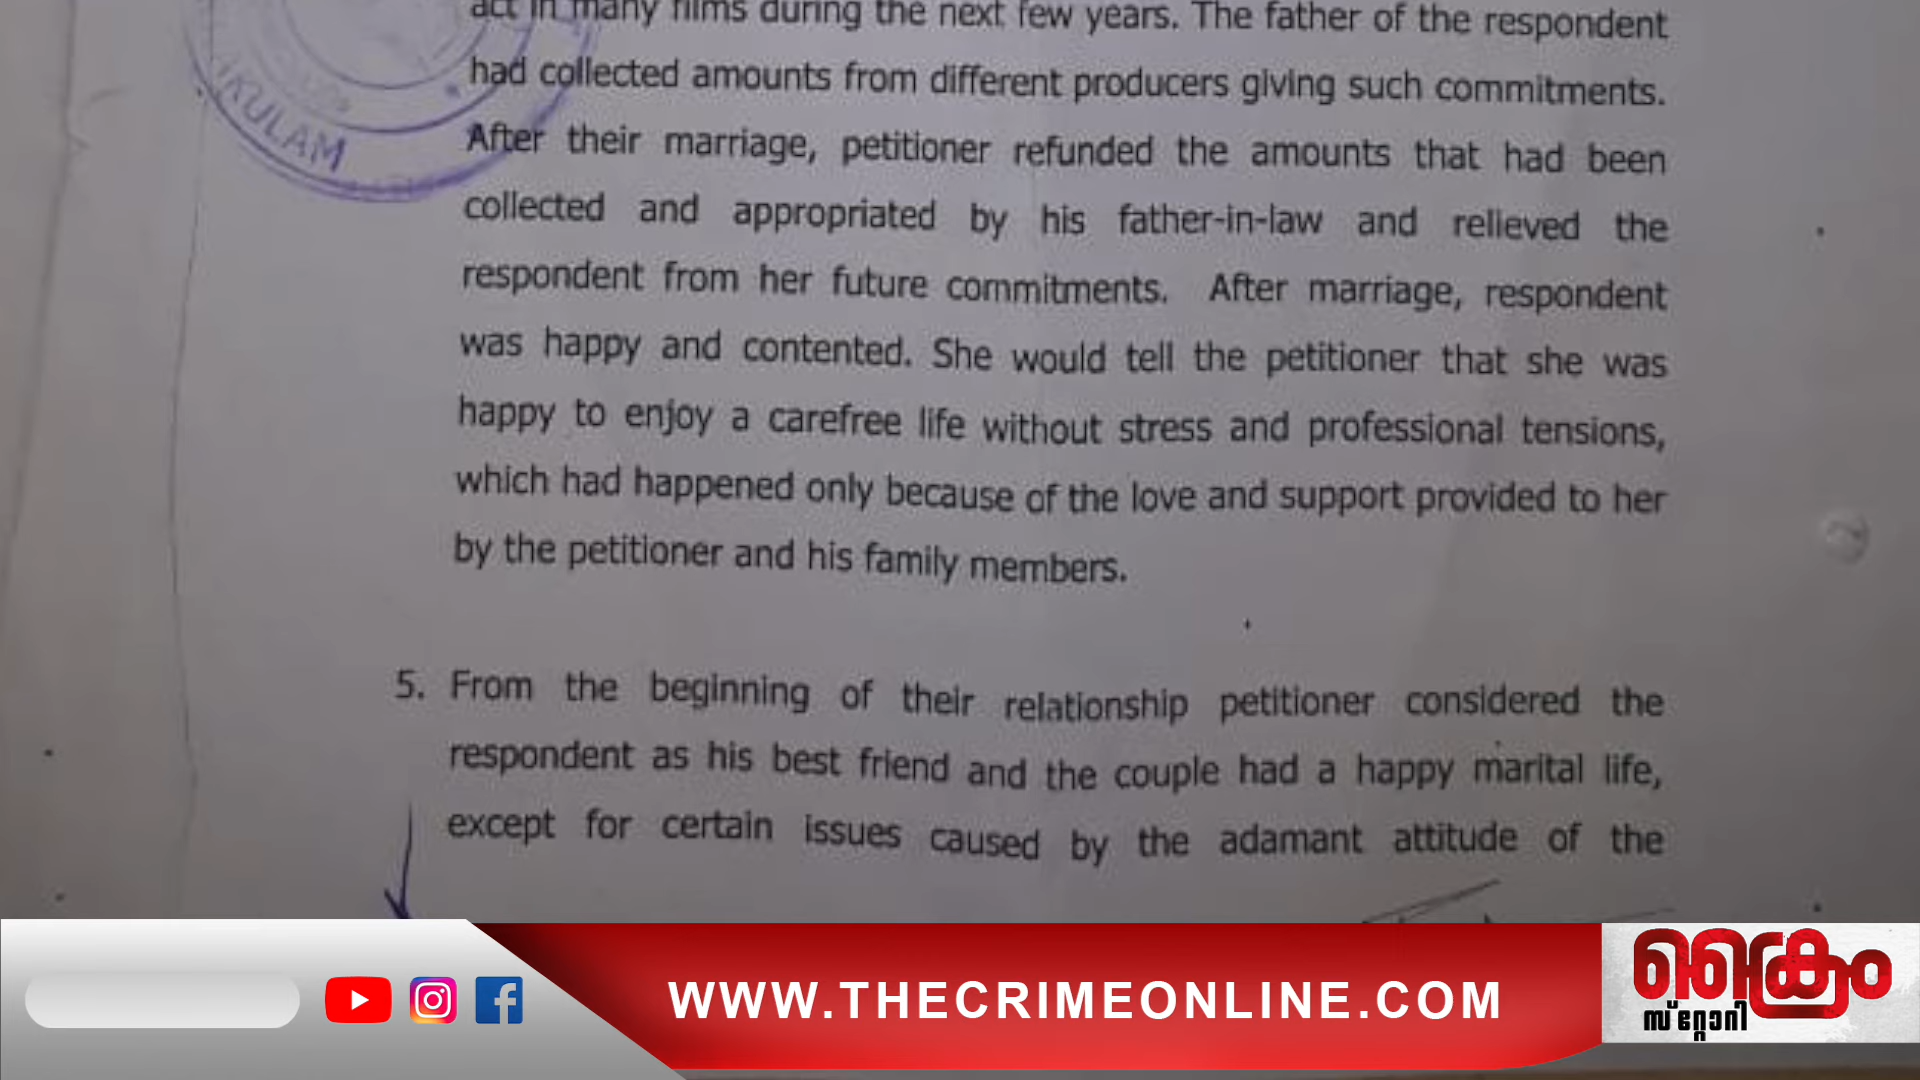 act in many films during the next few years. The father of the respondent
had collected amounts from different producers giving such commitments.
After their marriage, petitioner refunded the amounts that had been
collected and appropriated by his father-in-law and relieved the
respondent from her future commitments. After marriage, respondent
was happy and contented. She would tell the petitioner that she was
happy to enjoy a carefree life without stress and professional tensions,
which had happened only because of the love and support provided to her
by the petitioner and his family members.
5. From the beginning of their relationship petitioner considered the
respondent as his best friend and the couple had a happy marital life,
except for certain issues caused by the adamant attitude of the
KULAM
WWW.THECRIMEONLINE.COM
ക്രൈം
സ്റ്റോറി